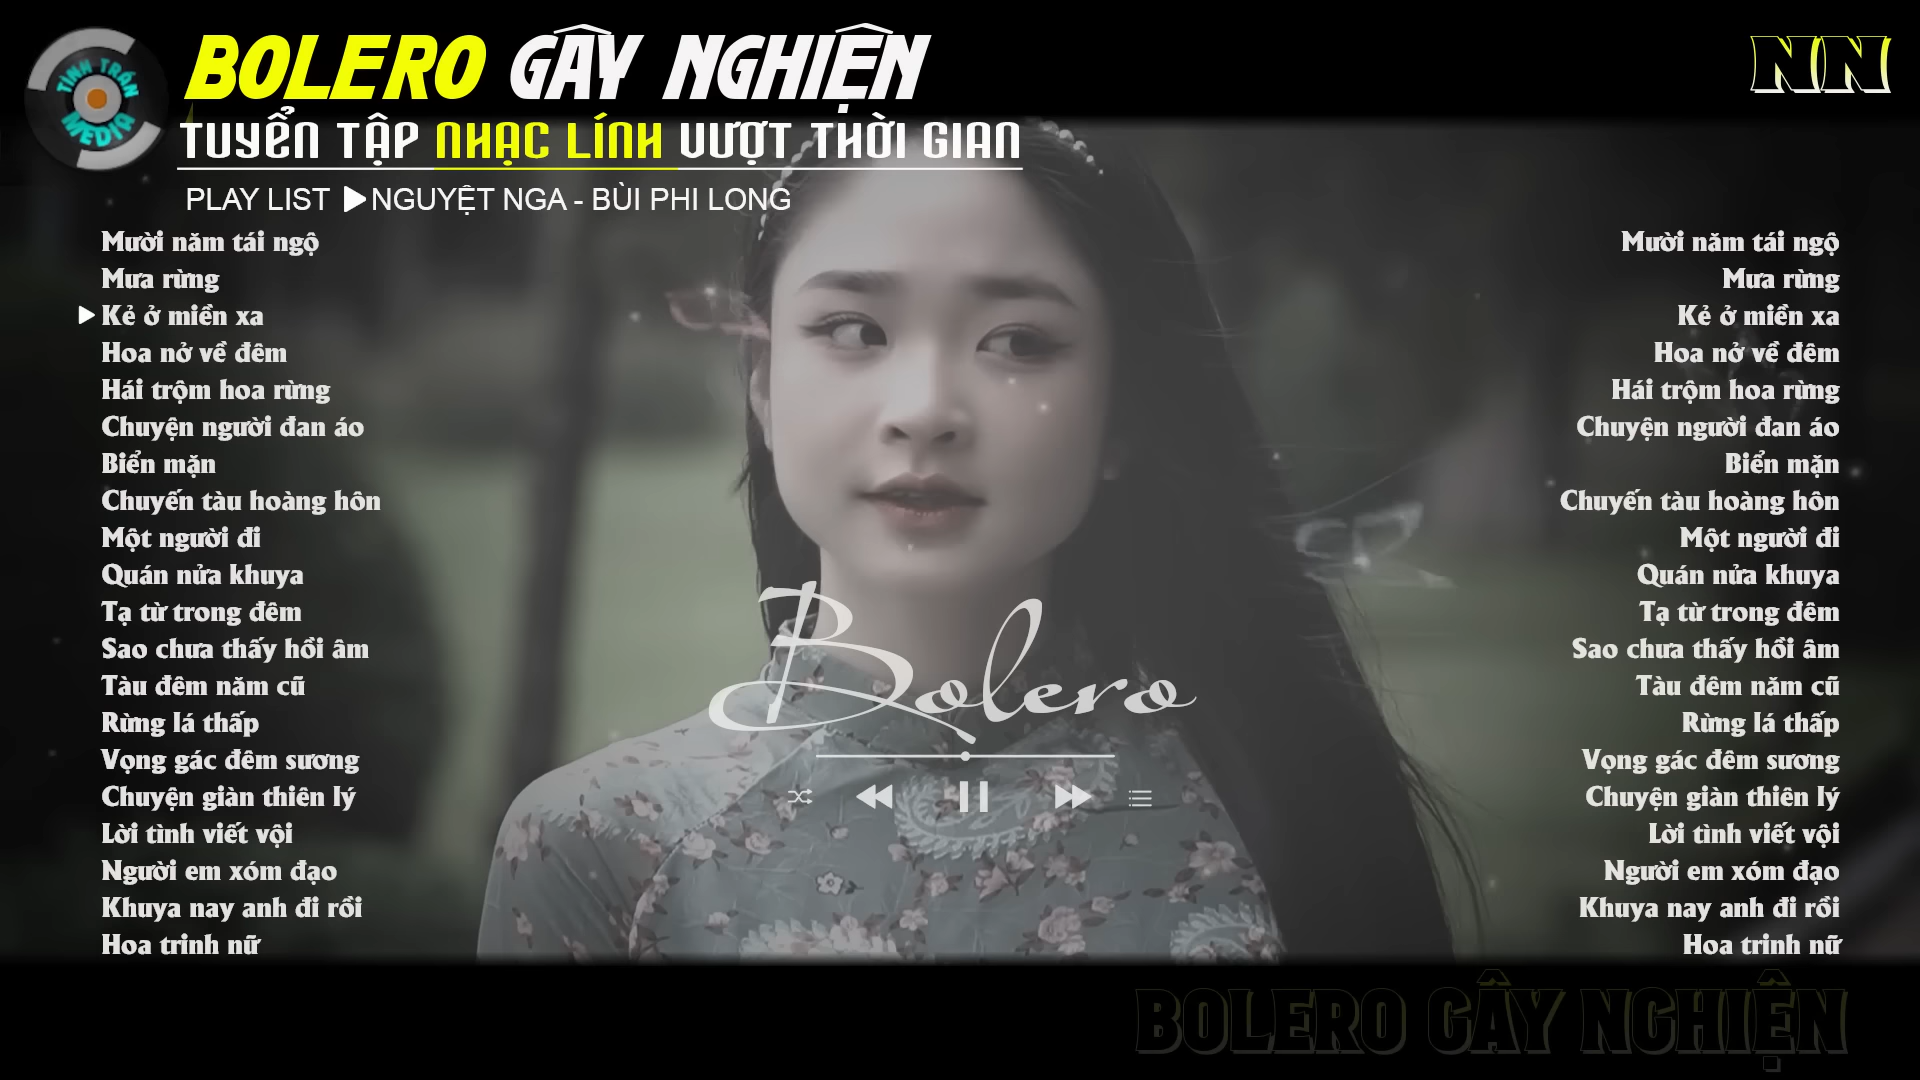 BOLERO GÂY NGHIỆN
NN
TÌNH TRẦN
MEDIA
TUYỂN TẬP NHẠC LÍNH VƯỢT THỜI GIAN
PLAY LIST ▶NGUYỆT NGA - BÙI PHI LONG
Mười năm tái ngộ
Mưa rừng
Kẻ ở miền xa
Hoa nở về đêm
Hái trộm hoa rừng
Chuyện người đan áo
Biển mặn
Chuyến tàu hoàng hôn
Một người đi
Quán nửa khuya
Tạ từ trong đêm
Sao chưa thấy hồi âm
Tàu đêm năm cũ
Rừng lá thấp
Vọng gác đêm sương
Chuyện giàn thiên lý
Lời tình viết vội
Người em xóm đạo
Khuya nay anh đi rồi
Hoa trinh nữ
Mười năm tái ngộ
Mưa rừng
Kẻ ở miền xa
Hoa nở về đêm
Hái trộm hoa rừng
Chuyện người đan áo
Biển mặn
Chuyến tàu hoàng hôn
Một người đi
Quán nửa khuya
Tạ từ trong đêm
Sao chưa thấy hồi âm
Tàu đêm năm cũ
Rừng lá thấp
Vọng gác đêm sương
Chuyện giàn thiên lý
Lời tình viết vội
Người em xóm đạo
Khuya nay anh đi rồi
Hoa trinh nữ
Bolero
BOLERO GÂY NGHIỆN